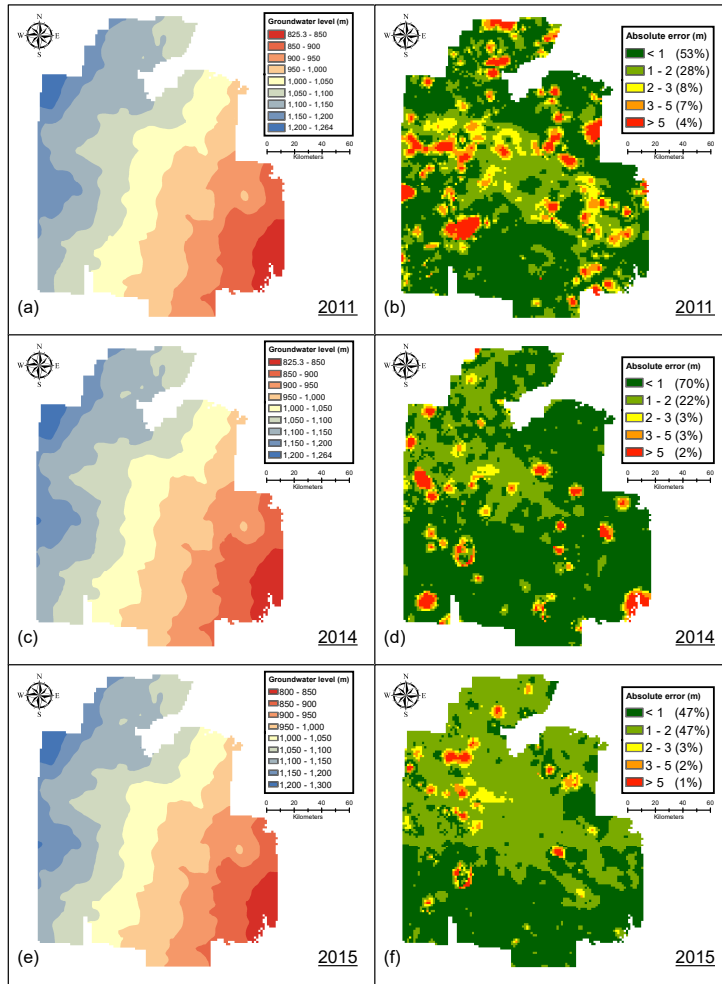 N
W E
S
Groundwater level (m)
825.3 - 850
850 - 900
900 - 950
950 - 1,000
1,000 - 1,050
1,050 - 1,100
1,100 - 1,150
1,150 - 1,200
1,200 - 1,264
0 20 40 60
Kilometers
(a) 2011
N
W E
S
Absolute error (m)
< 1 (53%)
1 - 2 (28%)
2 - 3 (8%)
3 - 5 (7%)
> 5 (4%)
0 20 40 60
Kilometers
(b) 2011
N
W E
S
Groundwater level (m)
825.3 - 850
850 - 900
900 - 950
950 - 1,000
1,000 - 1,050
1,050 - 1,100
1,100 - 1,150
1,150 - 1,200
1,200 - 1,264
0 20 40 60
Kilometers
(c) 2014
N
W E
S
Absolute error (m)
< 1 (70%)
1 - 2 (22%)
2 - 3 (3%)
3 - 5 (3%)
> 5 (2%)
0 20 40 60
Kilometers
(d) 2014
N
W E
S
Groundwater level (m)
800 - 850
850 - 900
900 - 950
950 - 1,000
1,000 - 1,050
1,050 - 1,100
1,100 - 1,150
1,150 - 1,200
1,200 - 1,300
0 20 40 60
Kilometers
(e) 2015
N
W E
S
Absolute error (m)
< 1 (47%)
1 - 2 (47%)
2 - 3 (3%)
3 - 5 (2%)
> 5 (1%)
0 20 40 60
Kilometers
(f) 2015